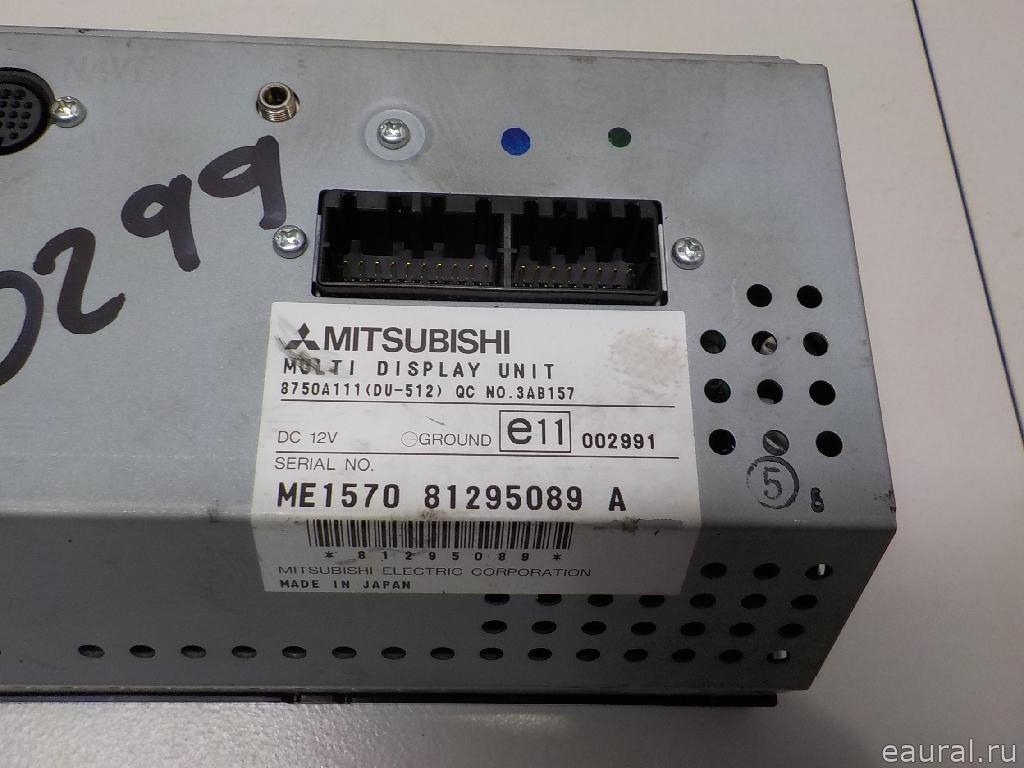 NAVI
0299
MITSUBISHI
MULTI DISPLAY UNIT
8750A111(DU-512) QC NO.3AB157
DC 12V ⊖GROUND e11 002991
SERIAL NO.
ME1570 81295089 A
5
*81295089*
MITSUBISHI ELECTRIC CORPORATION
MADE IN JAPAN
eaural.ru